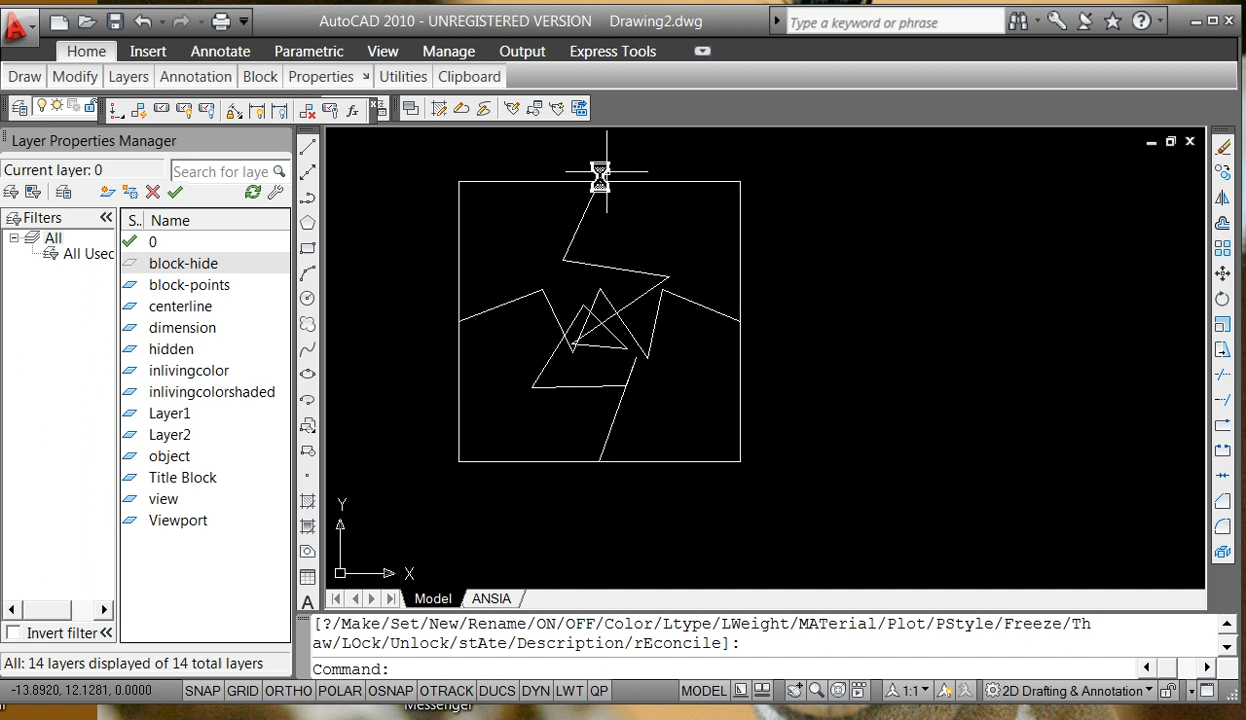 AutoCAD 2010 - UNREGISTERED VERSION Drawing2.dwg
Type a keyword or phrase
Home Insert Annotate Parametric View Manage Output Express Tools
Draw Modify Layers Annotation Block Properties Utilities Clipboard
Layer Properties Manager
Current layer: 0
Search for laye
Filters
S.. Name
All
All Usec
0
block-hide
block-points
centerline
dimension
hidden
inlivingcolor
inlivingcolorshaded
Layer1
Layer2
object
Title Block
view
Viewport
Y
X
A
Model ANSIA
Invert filter
All: 14 layers displayed of 14 total layers
[?/Make/Set/New/Rename/ON/OFF/Color/Ltype/LWeight/MATerial/Plot/PStyle/Freeze/Th
aw/LOck/Unlock/stAte/Description/rEconcile]:
Command:
-13.8920, 12.1281, 0.0000 SNAP GRID ORTHO POLAR OSNAP OTRACK DUCS DYN LWT QP MODEL 1:1 2D Drafting & Annotation
Messenger